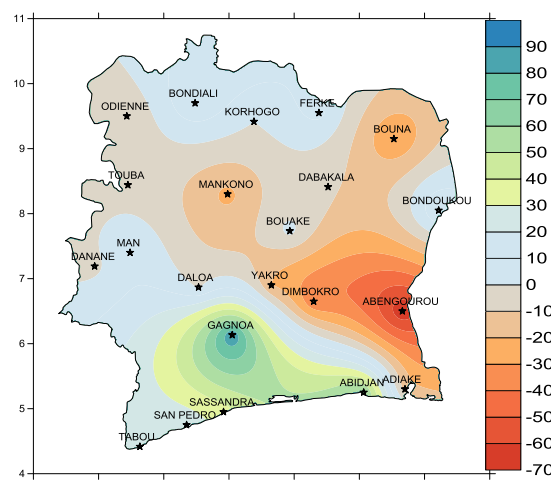 11
10
9
8
7
6
5
4
BONDIALI
ODIENNE
FERKE
KORHOGO
BOUNA
TOUBA
MANKONO
DABAKALA
BONDOUKOU
BOUAKE
MAN
DANANE
DALOA
YAKRO
DIMBOKRO
ABENGOUROU
GAGNOA
ABIDJAN
ADIAKE
SASSANDRA
SAN PEDRO
TABOU
90
80
70
60
50
40
30
20
10
0
-10
-20
-30
-40
-50
-60
-70